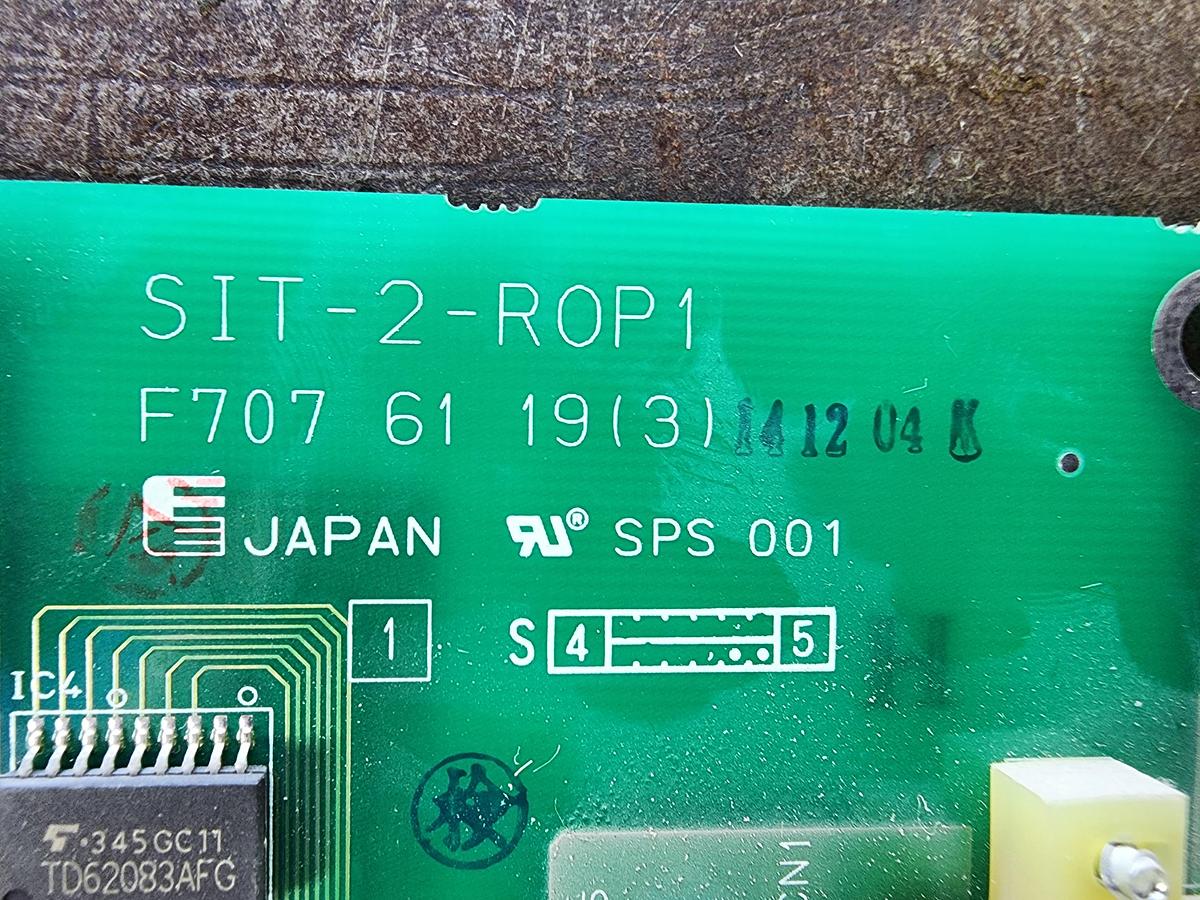 SIT-2-ROP1
F707 61 19(3) 14 12 04 K
JAPAN RU® SPS 001
1 S 4 5
IC4
検
345GC11
TD62083AFG
CN1